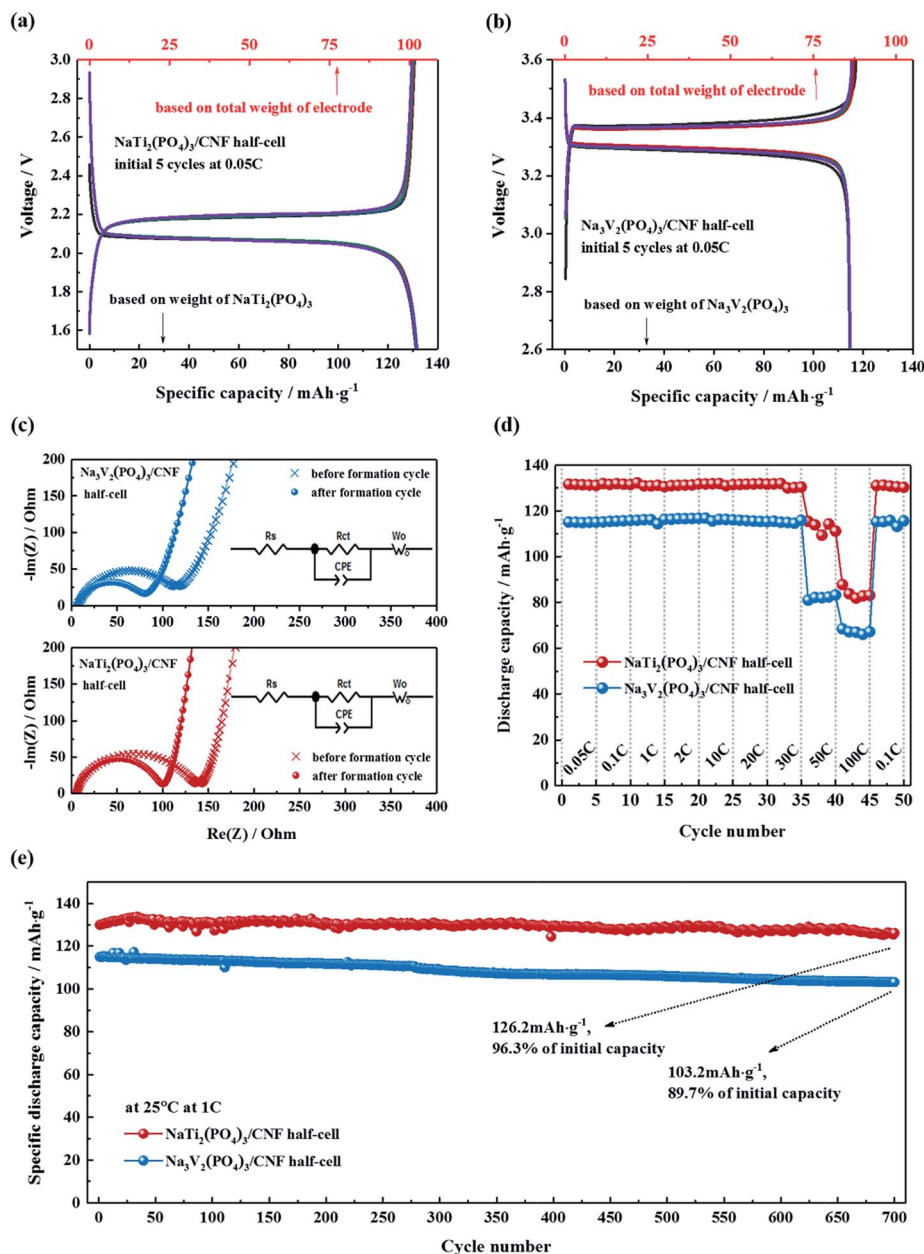 (a)
0 25 50 75 100
3.0
2.8
2.6
2.4
2.2
2.0
1.8
1.6
Voltage / V
based on total weight of electrode
NaTi₂(PO₄)₃/CNF half-cell
initial 5 cycles at 0.05C
based on weight of NaTi₂(PO₄)₃
0 20 40 60 80 100 120 140
Specific capacity / mAh·g⁻¹
(b)
0 25 50 75 100
3.6
3.4
3.2
3.0
2.8
2.6
Voltage / V
based on total weight of electrode
Na₃V₂(PO₄)₃/CNF half-cell
initial 5 cycles at 0.05C
based on weight of Na₃V₂(PO₄)₃
0 20 40 60 80 100 120 140
Specific capacity / mAh·g⁻¹
(c)
-Im(Z) / Ohm
200
150
100
50
0
Na₃V₂(PO₄)₃/CNF
half-cell
before formation cycle
after formation cycle
Rs Rct Wo
CPE
0 50 100 150 200 250 300 350 400
-Im(Z) / Ohm
200
150
100
50
0
NaTi₂(PO₄)₃/CNF
half-cell
Rs Rct Wo
CPE
before formation cycle
after formation cycle
0 50 100 150 200 250 300 350 400
Re(Z) / Ohm
(d)
140
120
100
80
60
40
20
0
Discharge capacity / mAh·g⁻¹
NaTi₂(PO₄)₃/CNF half-cell
Na₃V₂(PO₄)₃/CNF half-cell
0.05C 0.1C 1C 2C 10C 20C 30C 50C 100C 0.1C
0 5 10 15 20 25 30 35 40 45 50
Cycle number
(e)
140
120
100
80
60
40
20
0
Specific discharge capacity / mAh·g⁻¹
126.2mAh·g⁻¹,
96.3% of initial capacity
103.2mAh·g⁻¹,
89.7% of initial capacity
at 25°C at 1C
NaTi₂(PO₄)₃/CNF half-cell
Na₃V₂(PO₄)₃/CNF half-cell
0 50 100 150 200 250 300 350 400 450 500 550 600 650 700
Cycle number